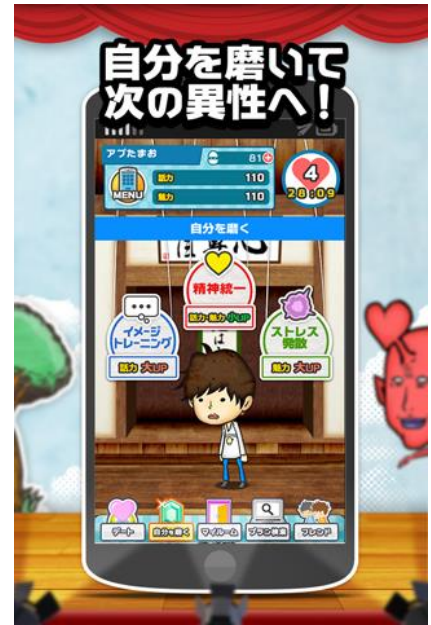 自分を磨いて
次の異性へ!
アブたまお
81
MENU
話力 110
魅力 110
4
26:09
自分を磨く
精神統一
話力・魅力 小UP
イメージ
トレーニング
話力 大UP
ストレス
発散
魅力 大UP
は
デート 自分を磨く マイルーム プラン検索 フレンド